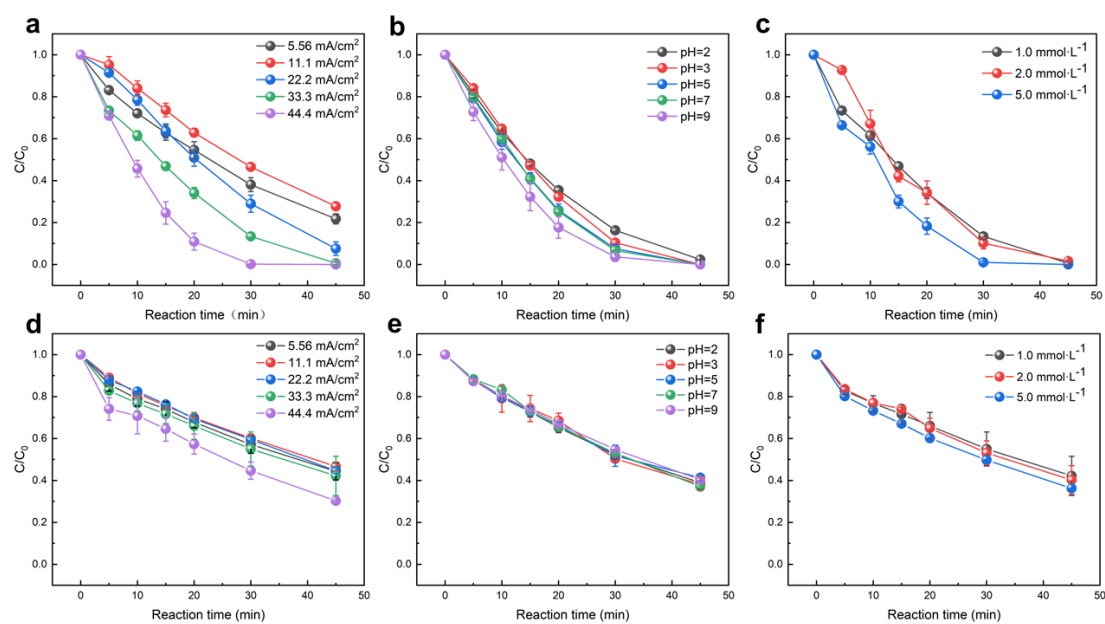 a
5.56 mA/cm²
11.1 mA/cm²
22.2 mA/cm²
33.3 mA/cm²
44.4 mA/cm²
1.0
0.8
0.6
0.4
0.2
0.0
C/C₀
0 10 20 30 40 50
Reaction time（min）
b
pH=2
pH=3
pH=5
pH=7
pH=9
1.0
0.8
0.6
0.4
0.2
0.0
C/C₀
0 10 20 30 40 50
Reaction time (min)
c
1.0 mmol·L⁻¹
2.0 mmol·L⁻¹
5.0 mmol·L⁻¹
1.0
0.8
0.6
0.4
0.2
0.0
C/C₀
0 10 20 30 40 50
Reaction time (min)
d
5.56 mA/cm²
11.1 mA/cm²
22.2 mA/cm²
33.3 mA/cm²
44.4 mA/cm²
1.0
0.8
0.6
0.4
0.2
0.0
C/C₀
0 10 20 30 40 50
Reaction time (min)
e
pH=2
pH=3
pH=5
pH=7
pH=9
1.0
0.8
0.6
0.4
0.2
0.0
C/C₀
0 10 20 30 40 50
Reaction time (min)
f
1.0 mmol·L⁻¹
2.0 mmol·L⁻¹
5.0 mmol·L⁻¹
1.0
0.8
0.6
0.4
0.2
0.0
C/C₀
0 10 20 30 40 50
Reaction time (min)